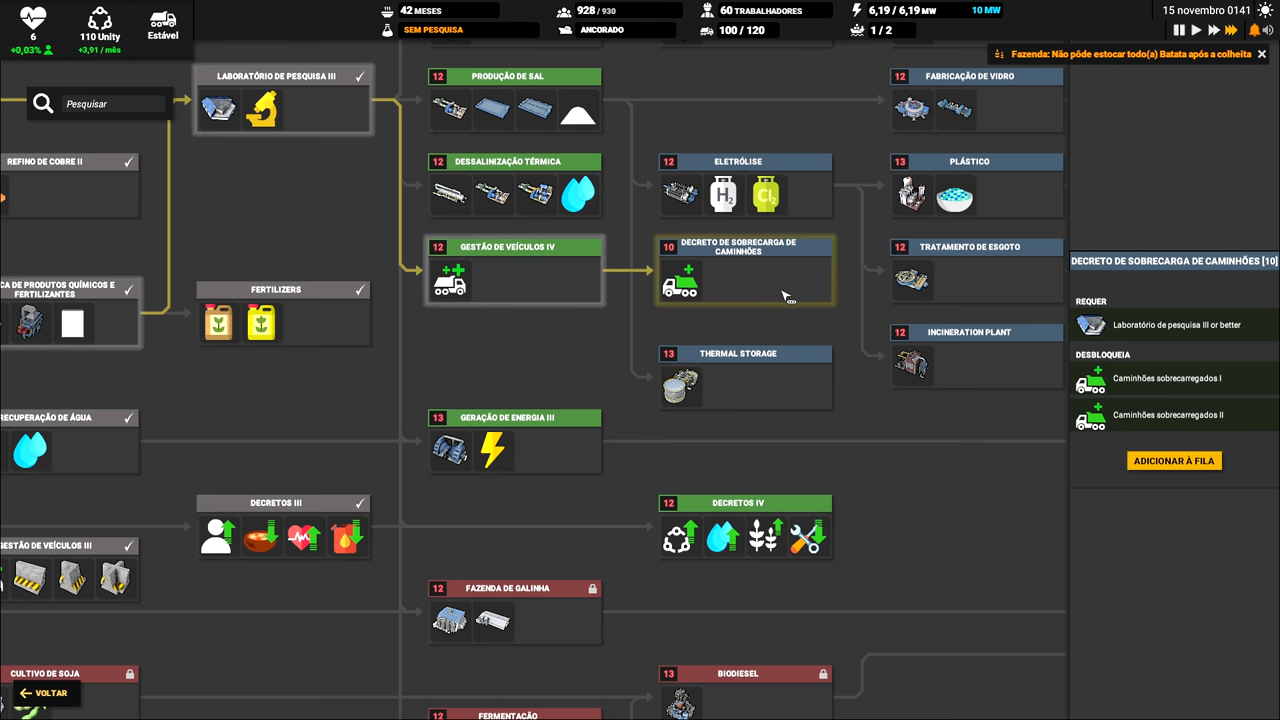 6
+0,03%
110 Unity
+3,91 / mês
Estável
42 MESES
SEM PESQUISA
928 / 930
ANCORADO
60 TRABALHADORES
100 / 120
6,19 / 6,19 MW
10 MW
1 / 2
15 novembro 0141
Fazenda: Não pôde estocar todo(a) Batata após a colheita
Pesquisar
LABORATÓRIO DE PESQUISA III
12 PRODUÇÃO DE SAL
12 FABRICAÇÃO DE VIDRO
REFINO DE COBRE II
12 DESSALINIZAÇÃO TÉRMICA
12 ELETRÓLISE
13 PLÁSTICO
H2
Cl2
12 GESTÃO DE VEÍCULOS IV
10 DECRETO DE SOBRECARGA DE
CAMINHÕES
12 TRATAMENTO DE ESGOTO
CA DE PRODUTOS QUÍMICOS E
FERTILIZANTES
FERTILIZERS
12 INCINERATION PLANT
13 THERMAL STORAGE
RECUPERAÇÃO DE ÁGUA
13 GERAÇÃO DE ENERGIA III
DECRETOS III
12 DECRETOS IV
GESTÃO DE VEÍCULOS III
12 FAZENDA DE GALINHA
CULTIVO DE SOJA
13 BIODIESEL
VOLTAR
12 FERMENTAÇÃO
DECRETO DE SOBRECARGA DE CAMINHÕES [10]
REQUER
Laboratório de pesquisa III or better
DESBLOQUEIA
Caminhões sobrecarregados I
Caminhões sobrecarregados II
ADICIONAR À FILA